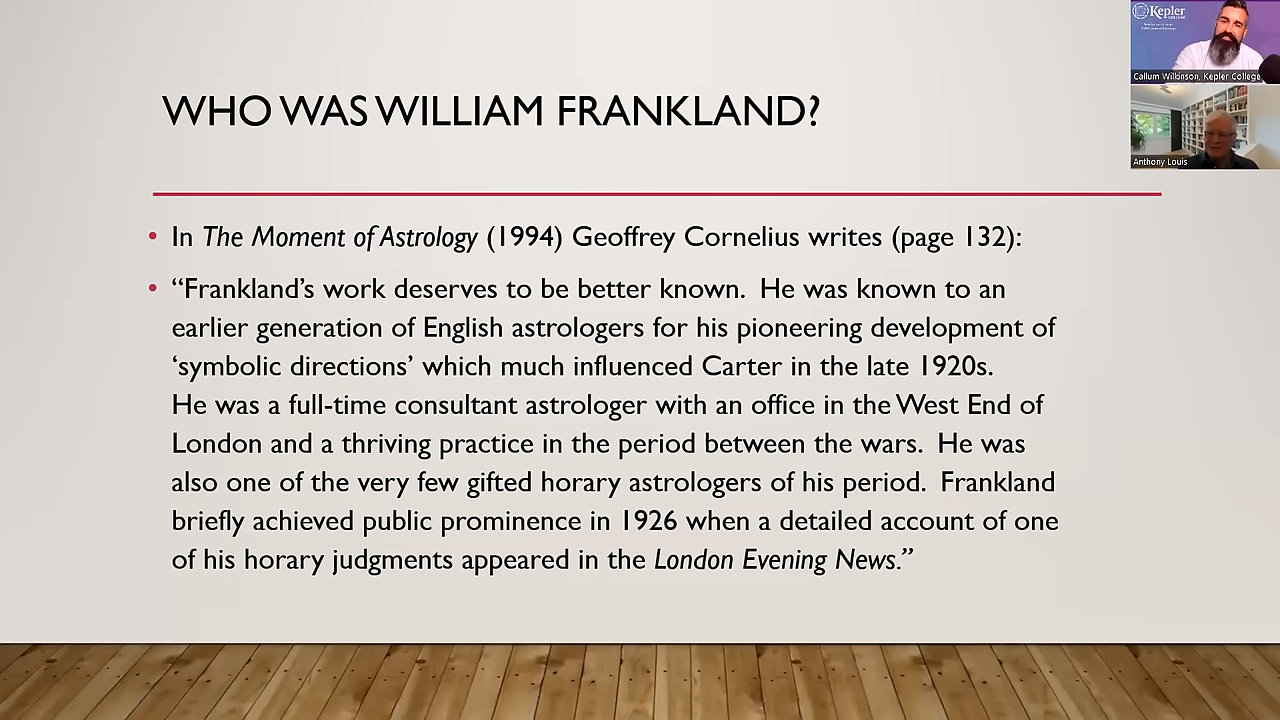 WHO WAS WILLIAM FRANKLAND?
• In The Moment of Astrology (1994) Geoffrey Cornelius writes (page 132):
• “Frankland’s work deserves to be better known.  He was known to an
earlier generation of English astrologers for his pioneering development of
‘symbolic directions’ which much influenced Carter in the late 1920s.
He was a full-time consultant astrologer with an office in the West End of
London and a thriving practice in the period between the wars.  He was
also one of the very few gifted horary astrologers of his period.  Frankland
briefly achieved public prominence in 1926 when a detailed account of one
of his horary judgments appeared in the London Evening News.”
Kepler
COLLEGE
Callum Wilkinson, Kepler College
Anthony Louis